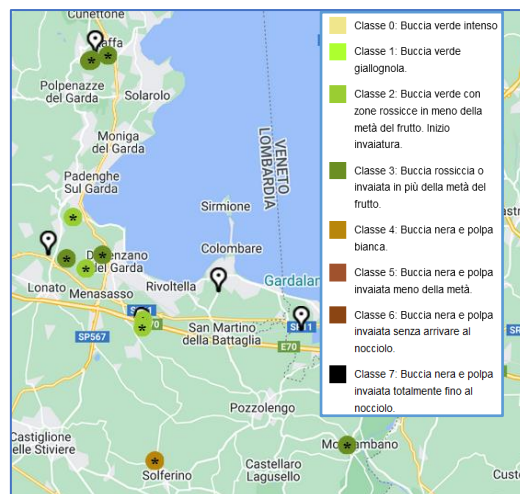 Cunettone
Raffa
Polpenazze
del Garda
Solarolo
Moniga
del Garda
Padenghe
Sul Garda
Sirmione
VENETO
LOMBARDIA
Colombare
Gardalan
Rivoltella
Lonato
Menasasso
del Garda
San Martino
della Battaglia
SP567
E70
Pozzolengo
Castiglione
elle Stiviere
Solferino
Castellaro
Lagusello
Custo
Classe 0: Buccia verde intenso
Classe 1: Buccia verde
giallognola.
Classe 2: Buccia verde con
zone rossicce in meno della
metà del frutto. Inizio
invaiatura.
Classe 3: Buccia rossiccia o
invaiata in più della metà del
frutto.
Classe 4: Buccia nera e polpa
bianca.
Classe 5: Buccia nera e polpa
invaiata meno della metà.
Classe 6: Buccia nera e polpa
invaiata senza arrivare al
nocciolo.
Classe 7: Buccia nera e polpa
invaiata totalmente fino al
nocciolo.